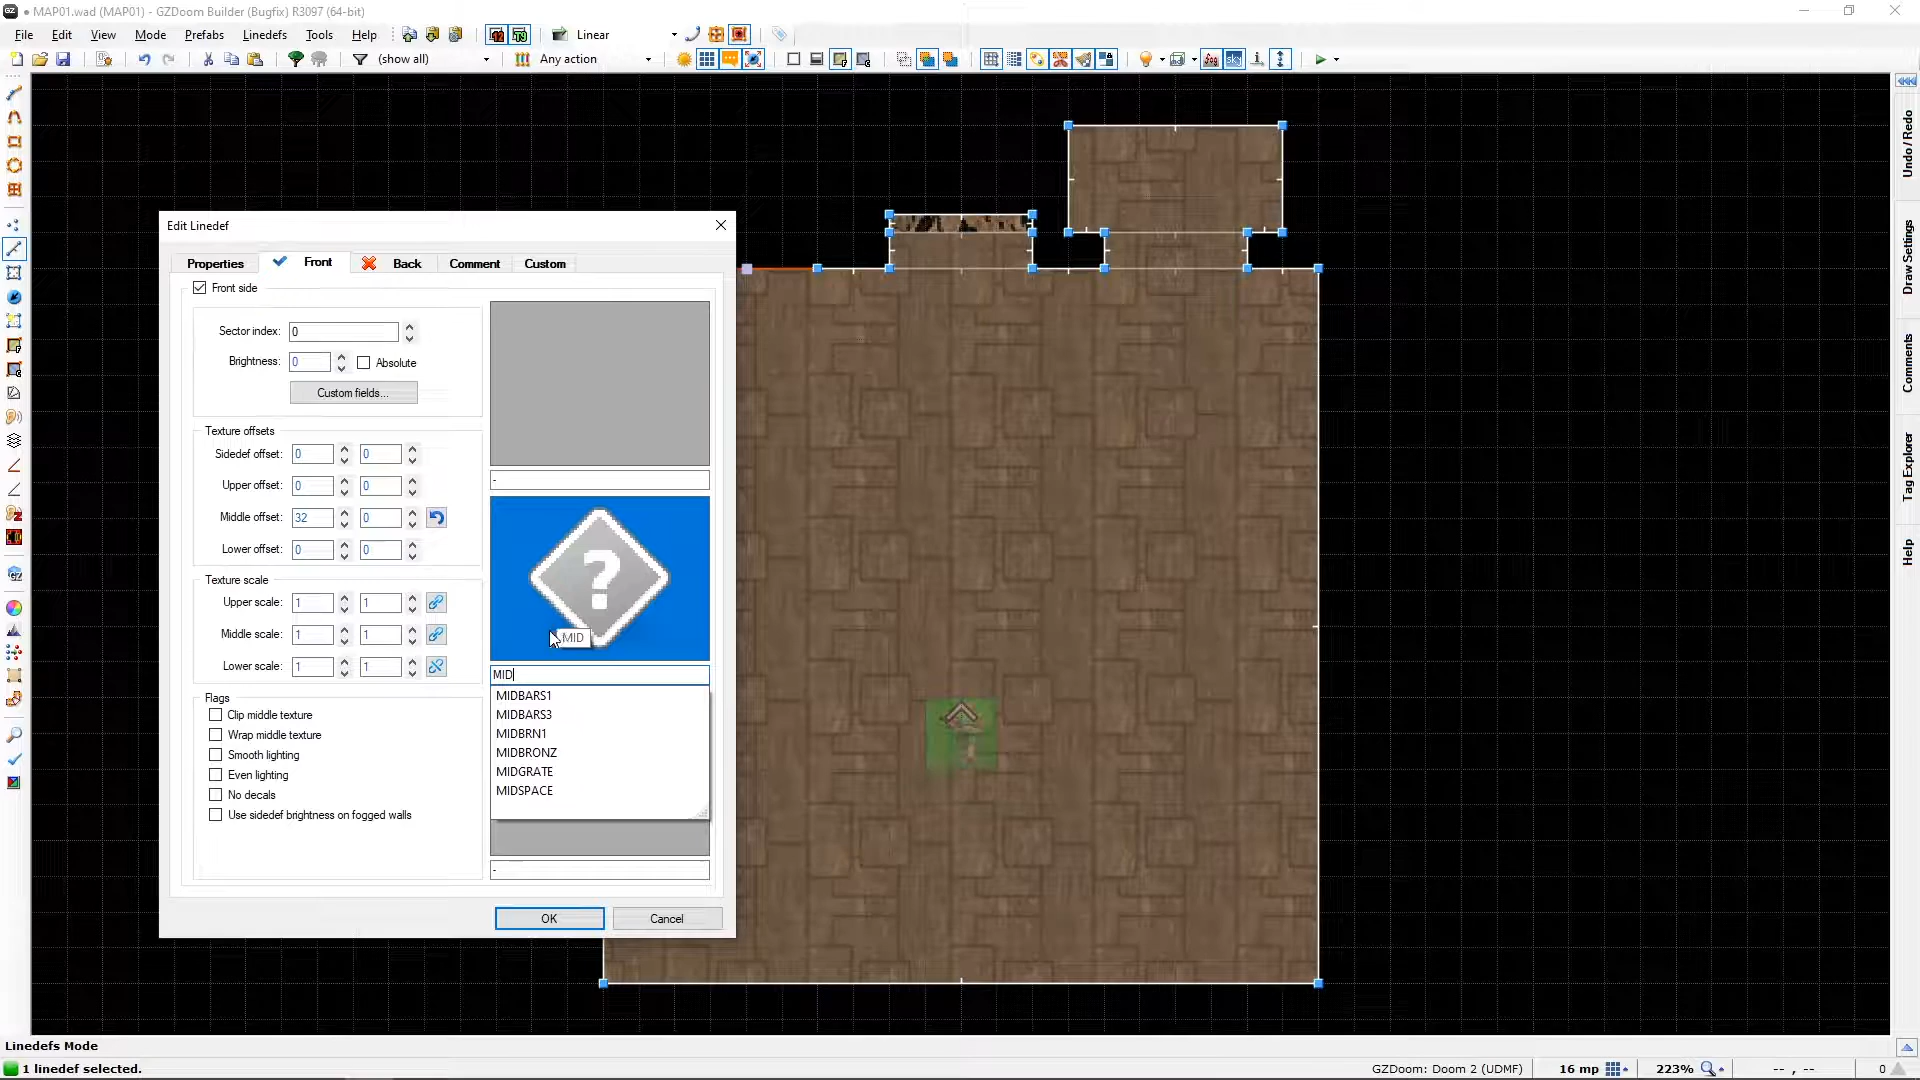 MAP01.wad (MAP01) - GZDoom Builder (Bugfix) R3097 (64-bit)
File Edit View Mode Prefabs Linedefs Tools Help Linear
(show all) Any action
Edit Linedef
Properties Front Back Comment Custom
Front side
Sector index: 0
Brightness: 0 Absolute
Custom fields...
Texture offsets
Sidedef offset: 0 0
Upper offset: 0 0
Middle offset: 32 0
Lower offset: 0 0
Texture scale
Upper scale: 1 1
Middle scale: 1 1
Lower scale: 1 1
Flags
Clip middle texture
Wrap middle texture
Smooth lighting
Even lighting
No decals
Use sidedef brightness on fogged walls
-
?
MID
MID
MIDBARS1
MIDBARS3
MIDBRN1
MIDBRONZ
MIDGRATE
MIDSPACE
-
OK Cancel
Undo / Redo
Draw Settings
Comments
Tag Explorer
Help
Linedefs Mode
1 linedef selected.
GZDoom: Doom 2 (UDMF) 16 mp 223% -- , -- 0